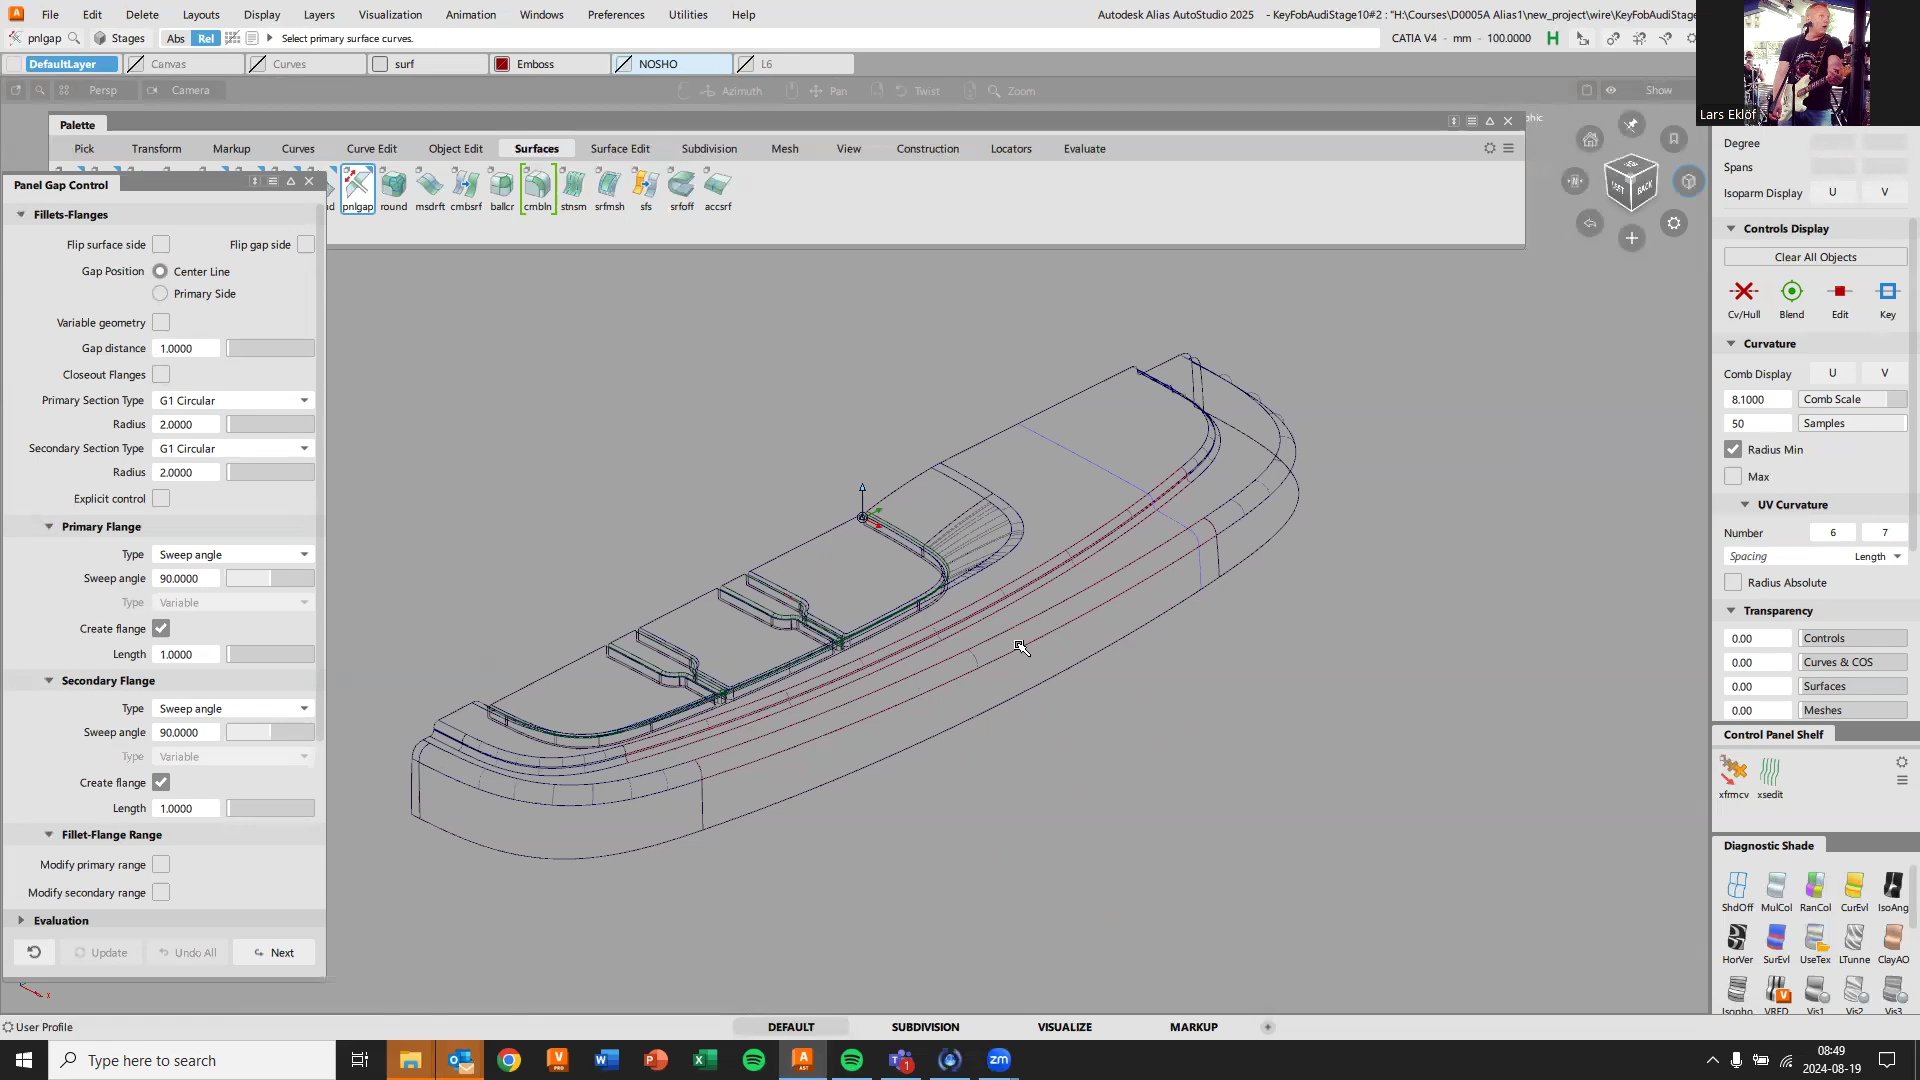 File Edit Delete Layouts Display Layers Visualization Animation Windows Preferences Utilities Help
Autodesk Alias AutoStudio 2025 - KeyFobAudiStage10#2 : "H:\Courses\D0005A Alias1\new_project\wire\KeyFobAudiStage
pnlgap Stages Abs Rel Select primary surface curves. CATIA V4 - mm - 100.0000
DefaultLayer Canvas Curves surf Emboss NOSHO L6
Persp Camera Azimuth Pan Twist Zoom Show
Lars Eklöf
Palette
Pick Transform Markup Curves Curve Edit Object Edit Surfaces Surface Edit Subdivision Mesh View Construction Locators Evaluate
pnlgap round msdrft cmbsrf ballcr cmbln stnsm srfmsh sfs srfoff accsrf
LEFT BACK
Panel Gap Control
Fillets-Flanges
Flip surface side Flip gap side
Gap Position Center Line
Primary Side
Variable geometry
Gap distance 1.0000
Closeout Flanges
Primary Section Type G1 Circular
Radius 2.0000
Secondary Section Type G1 Circular
Radius 2.0000
Explicit control
Primary Flange
Type Sweep angle
Sweep angle 90.0000
Type Variable
Create flange
Length 1.0000
Secondary Flange
Type Sweep angle
Sweep angle 90.0000
Type Variable
Create flange
Length 1.0000
Fillet-Flange Range
Modify primary range
Modify secondary range
Evaluation
Update Undo All Next
x
Degree
Spans
Isoparm Display U V
Controls Display
Clear All Objects
Cv/Hull Blend Edit Key
Curvature
Comb Display U V
8.1000 Comb Scale
50 Samples
Radius Min
Max
UV Curvature
Number 6 7
Spacing Length
Radius Absolute
Transparency
0.00 Controls
0.00 Curves & COS
0.00 Surfaces
0.00 Meshes
Control Panel Shelf
xfrmcv xsedit
Diagnostic Shade
ShdOff MulCol RanCol CurEvl IsoAng
HorVer SurEvl UseTex LTunne ClayAO
Isopho VRED Vis1 Vis2 Vis3
User Profile DEFAULT SUBDIVISION VISUALIZE MARKUP
Type here to search
08:49
2024-08-19